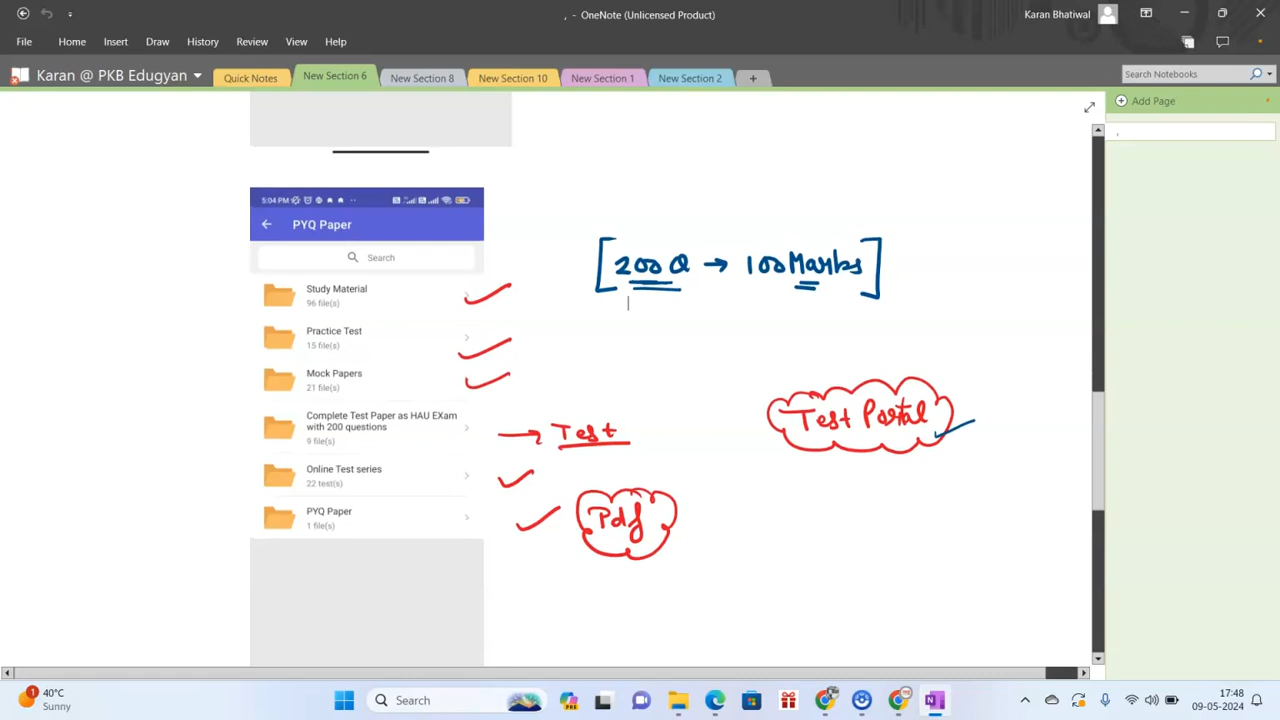 , - OneNote (Unlicensed Product)
Karan Bhatiwal
File Home Insert Draw History Review View Help
Karan @ PKB Edugyan
Quick Notes
New Section 6
New Section 8
New Section 10
New Section 1
New Section 2
Search Notebooks
Add Page
5:04 PM
PYQ Paper
Search
Study Material
96 file(s)
Practice Test
15 file(s)
Mock Papers
21 file(s)
Complete Test Paper as HAU EXam
with 200 questions
9 file(s)
Online Test series
22 test(s)
PYQ Paper
1 file(s)
[200Q → 100 Marks]
Test Portal
→ Test
Pdf
40°C
Sunny
Search
17:48
09-05-2024